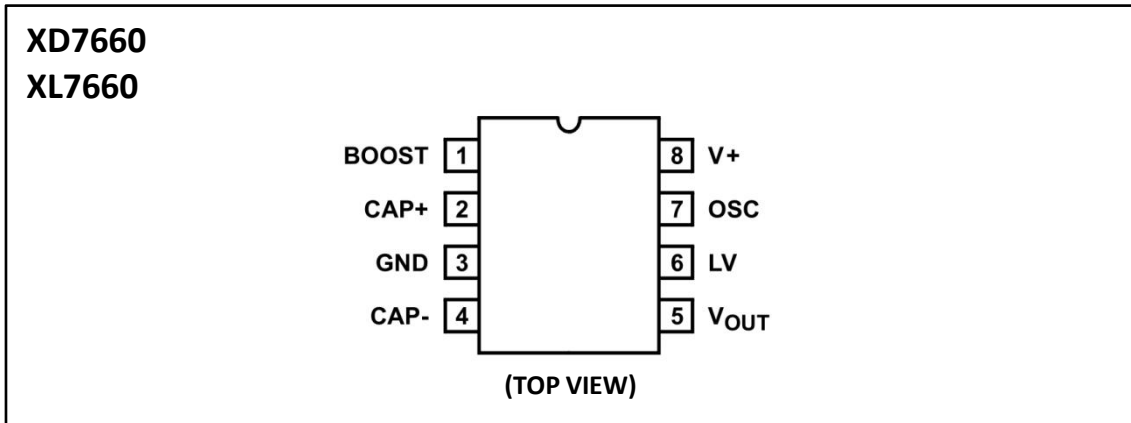 XD7660
XL7660
BOOST 1 8 V+
CAP+ 2 7 OSC
GND 3 6 LV
CAP- 4 5 VOUT
(TOP VIEW)